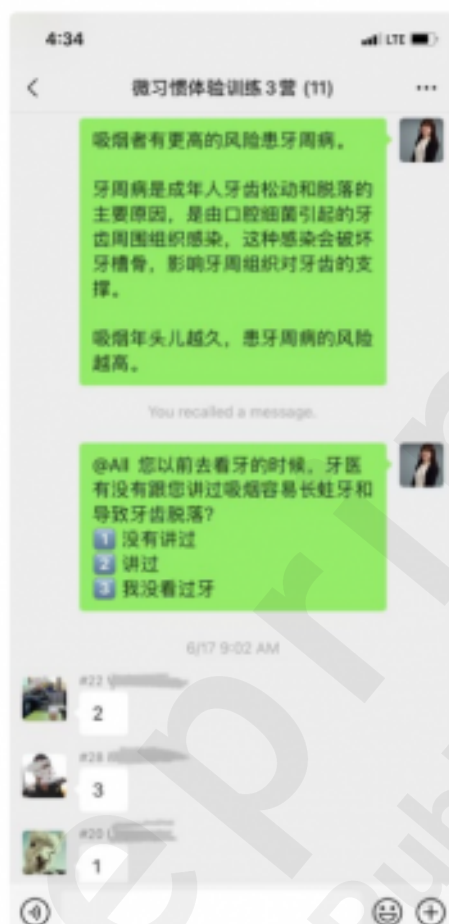 4:34
LTE
微习惯体验训练3营 (11)
吸烟者有更高的风险患牙周病。
牙周病是成年人牙齿松动和脱落的
主要原因，是由口腔细菌引起的牙
齿周围组织感染，这种感染会破坏
牙槽骨，影响牙周组织对牙齿的支
撑。
吸烟年头儿越久，患牙周病的风险
越高。
You recalled a message.
@All 您以前去看牙的时候，牙医
有没有跟您讲过吸烟容易长蛀牙和
导致牙齿脱落？
1 没有讲过
2 讲过
3 我没看过牙
6/17 9:02 AM
#22
2
#28
3
#20
1